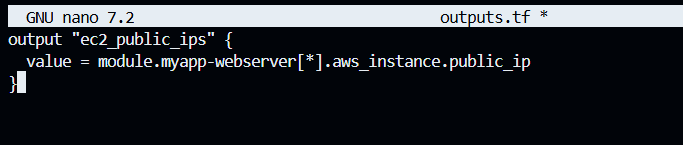 GNU nano 7.2 outputs.tf *
output "ec2_public_ips" {
  value = module.myapp-webserver[*].aws_instance.public_ip
}